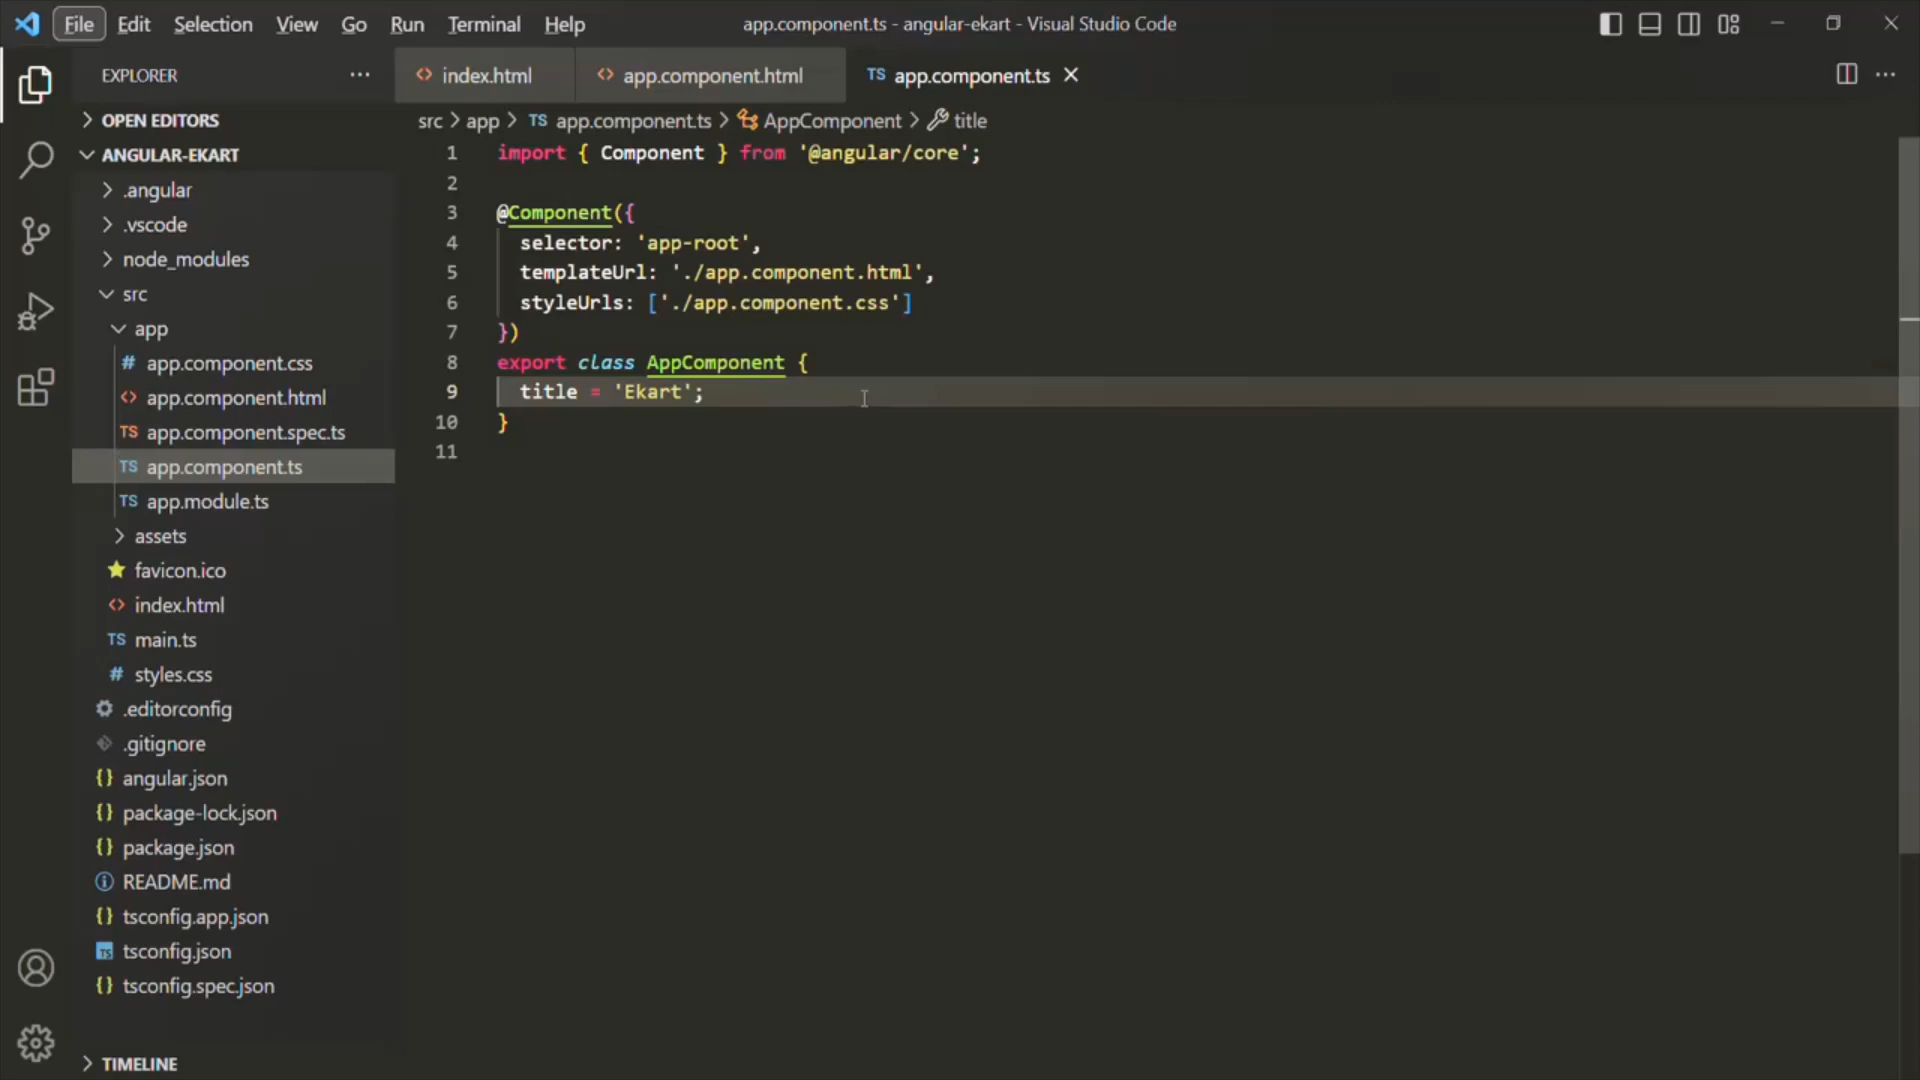 File Edit Selection View Go Run Terminal Help
app.component.ts - angular-ekart - Visual Studio Code
EXPLORER
OPEN EDITORS
ANGULAR-EKART
.angular
.vscode
node_modules
src
app
# app.component.css
<> app.component.html
TS app.component.spec.ts
TS app.component.ts
TS app.module.ts
assets
favicon.ico
<> index.html
TS main.ts
# styles.css
.editorconfig
.gitignore
{} angular.json
{} package-lock.json
{} package.json
README.md
{} tsconfig.app.json
TS tsconfig.json
{} tsconfig.spec.json
TIMELINE
<> index.html <> app.component.html TS app.component.ts
src > app > TS app.component.ts > AppComponent > title
1 import { Component } from '@angular/core';
2
3 @Component({
4 selector: 'app-root',
5 templateUrl: './app.component.html',
6 styleUrls: ['./app.component.css']
7 })
8 export class AppComponent {
9 title = 'Ekart';
10 }
11